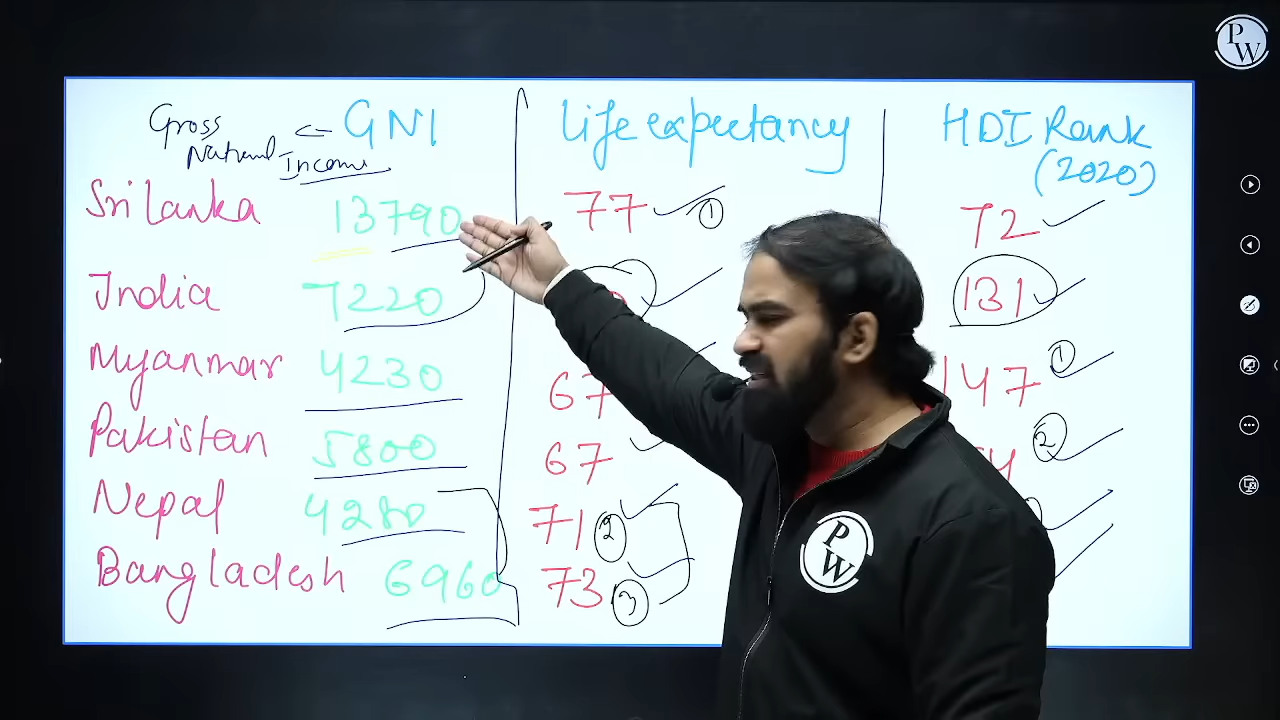 PW
Gross National Income <- GNI
Life expectancy
HDI Rank
(2020)
Sri lanka 13790 77 ① 72
India 7220 131
Myanmar 4230 67 147 ①
Pakistan 5800 67 ②
Nepal 4280 71 ②
Bangladesh 6960 73 ③
PW